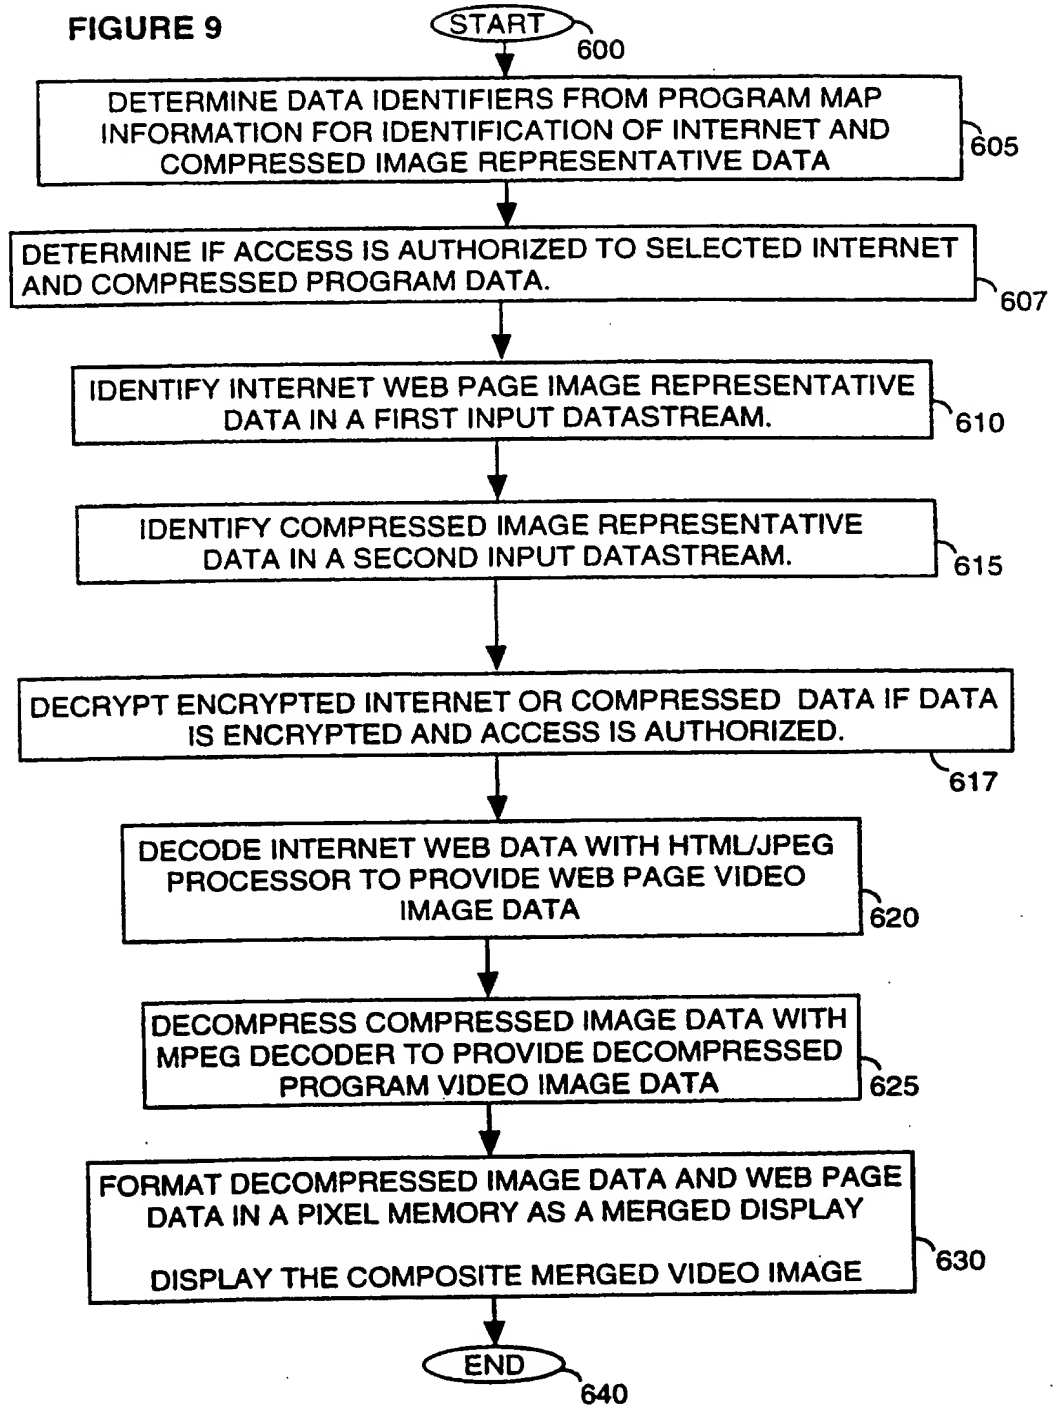 FIGURE 9
START
600
DETERMINE DATA IDENTIFIERS FROM PROGRAM MAP
INFORMATION FOR IDENTIFICATION OF INTERNET AND
COMPRESSED IMAGE REPRESENTATIVE DATA
605
DETERMINE IF ACCESS IS AUTHORIZED TO SELECTED INTERNET
AND COMPRESSED PROGRAM DATA.
607
IDENTIFY INTERNET WEB PAGE IMAGE REPRESENTATIVE
DATA IN A FIRST INPUT DATASTREAM.
610
IDENTIFY COMPRESSED IMAGE REPRESENTATIVE
DATA IN A SECOND INPUT DATASTREAM.
615
DECRYPT ENCRYPTED INTERNET OR COMPRESSED DATA IF DATA
IS ENCRYPTED AND ACCESS IS AUTHORIZED.
617
DECODE INTERNET WEB DATA WITH HTML/JPEG
PROCESSOR TO PROVIDE WEB PAGE VIDEO
IMAGE DATA
620
DECOMPRESS COMPRESSED IMAGE DATA WITH
MPEG DECODER TO PROVIDE DECOMPRESSED
PROGRAM VIDEO IMAGE DATA
625
FORMAT DECOMPRESSED IMAGE DATA AND WEB PAGE
DATA IN A PIXEL MEMORY AS A MERGED DISPLAY
DISPLAY THE COMPOSITE MERGED VIDEO IMAGE
630
END
640